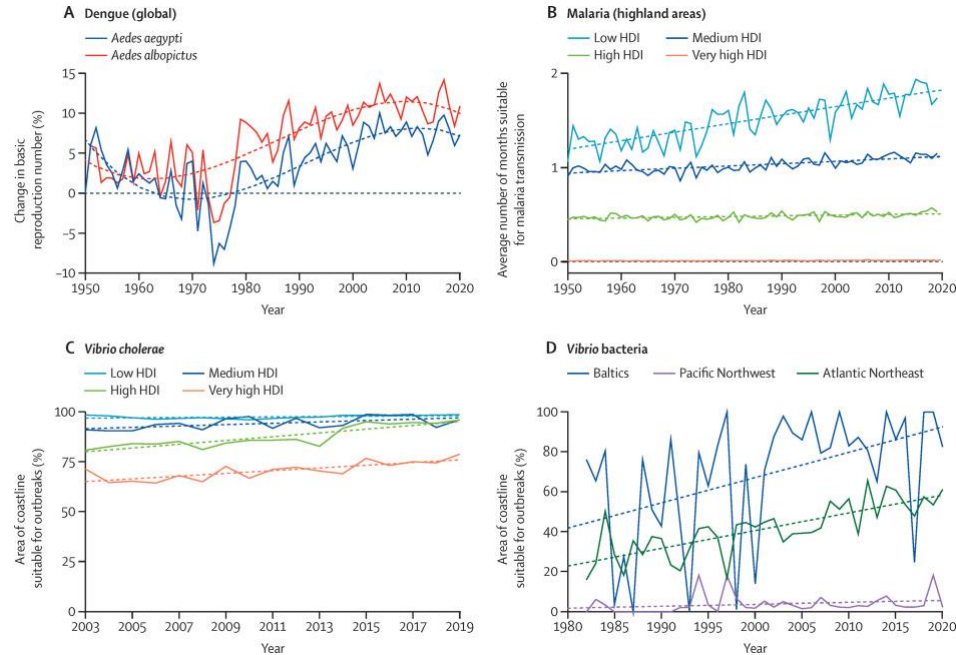 A Dengue (global)
Aedes aegypti
Aedes albopictus
Change in basic
reproduction number (%)
15
10
5
0
–5
–10
1950
1960
1970
1980
1990
2000
2010
2020
Year
B Malaria (highland areas)
Low HDI
Medium HDI
High HDI
Very high HDI
Average number of months suitable
for malaria transmission
2
1
0
1950
1960
1970
1980
1990
2000
2010
2020
Year
C Vibrio cholerae
Low HDI
Medium HDI
High HDI
Very high HDI
Area of coastline
suitable for outbreaks (%)
100
75
50
25
0
2003
2005
2007
2009
2011
2013
2015
2017
2019
Year
D Vibrio bacteria
Baltics
Pacific Northwest
Atlantic Northeast
Area of coastline
suitable for outbreaks (%)
100
80
60
40
20
0
1980
1985
1990
1995
2000
2005
2010
2015
2020
Year